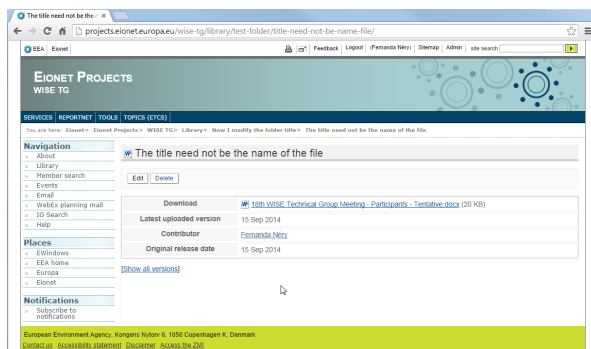 The title need not be the n
projects.eionet.europa.eu/wise-tg/library/test-folder/title-need-not-be-name-file/
EEA Eionet Feedback Logout (Fernanda Néry) Sitemap Admin site search
EIONET PROJECTS
WISE TG
SERVICES REPORTNET TOOLS TOPICS (ETCS)
You are here: Eionet» Eionet Projects» WISE TG» Library» Now I modify the folder title» The title need not be the name of the file
Navigation
» About
» Library
» Member search
» Events
» Email
» WebEx planning mail
» IG Search
» Help
Places
» EWindows
» EEA home
» Europa
» Eionet
Notifications
» Subscribe to
notifications
The title need not be the name of the file
Edit Delete
Download 18th WISE Technical Group Meeting - Participants - Tentative.docx (20 KB)
Latest uploaded version 15 Sep 2014
Contributor Fernanda Néry
Original release date 15 Sep 2014
[Show all versions]
European Environment Agency, Kongens Nytorv 6, 1050 Copenhagen K, Denmark
Contact us Accessibility statement Disclaimer Access the ZMI